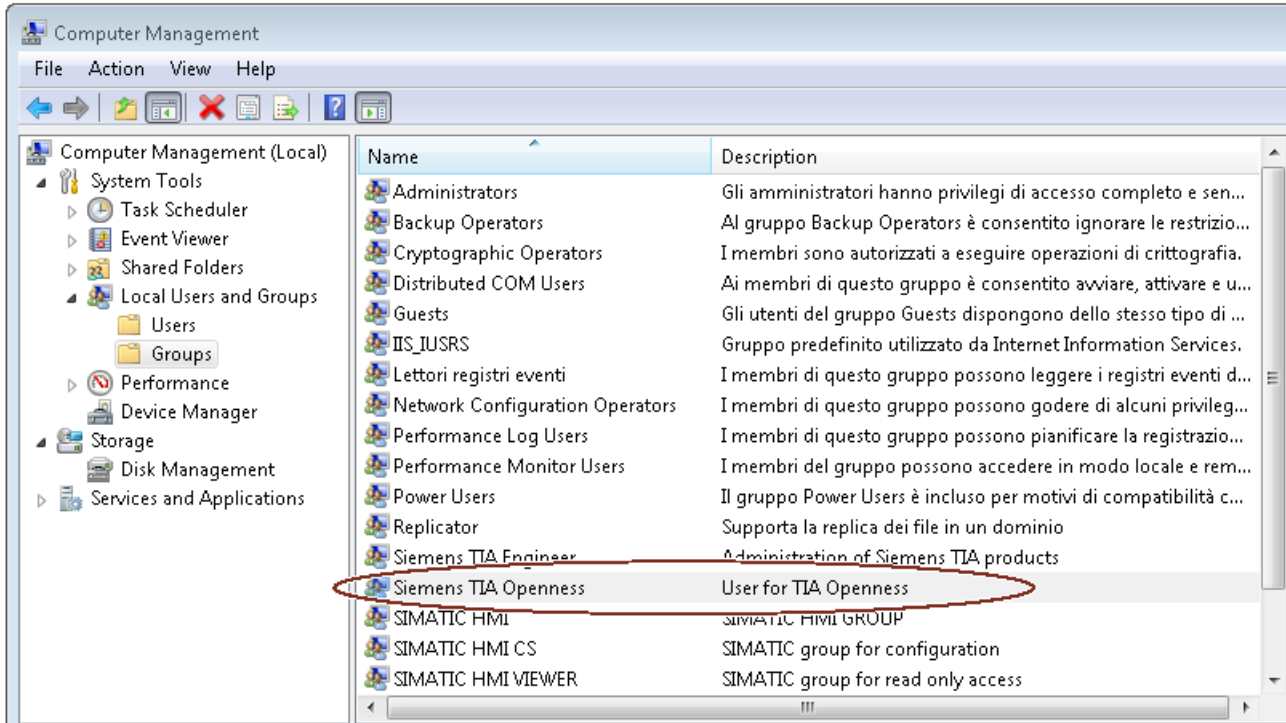 Computer Management
File Action View Help
Computer Management (Local)
System Tools
Task Scheduler
Event Viewer
Shared Folders
Local Users and Groups
Users
Groups
Performance
Device Manager
Storage
Disk Management
Services and Applications
Name Description
Administrators Gli amministratori hanno privilegi di accesso completo e sen...
Backup Operators Al gruppo Backup Operators è consentito ignorare le restrizio...
Cryptographic Operators I membri sono autorizzati a eseguire operazioni di crittografia.
Distributed COM Users Ai membri di questo gruppo è consentito avviare, attivare e u...
Guests Gli utenti del gruppo Guests dispongono dello stesso tipo di ...
IIS_IUSRS Gruppo predefinito utilizzato da Internet Information Services.
Lettori registri eventi I membri di questo gruppo possono leggere i registri eventi d...
Network Configuration Operators I membri di questo gruppo possono godere di alcuni privileg...
Performance Log Users I membri di questo gruppo possono pianificare la registrazio...
Performance Monitor Users I membri del gruppo possono accedere in modo locale e rem...
Power Users Il gruppo Power Users è incluso per motivi di compatibilità c...
Replicator Supporta la replica dei file in un dominio
Siemens TIA Engineer Administration of Siemens TIA products
Siemens TIA Openness User for TIA Openness
SIMATIC HMI SIMATIC HMI GROUP
SIMATIC HMI CS SIMATIC group for configuration
SIMATIC HMI VIEWER SIMATIC group for read only access